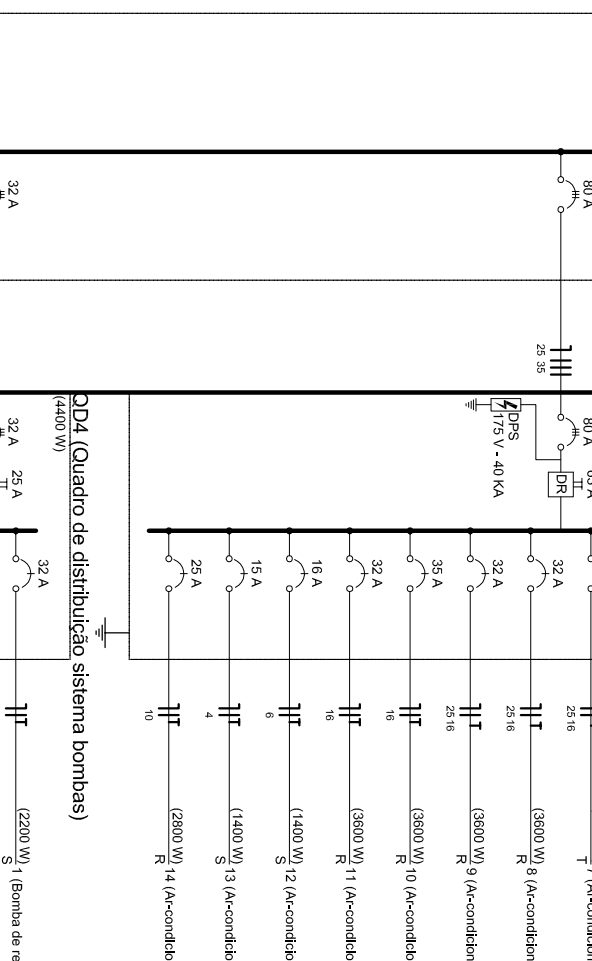 80 A
32 A
25 35
80 A
DPS
175 V - 40 KA
DR
63 A
32 A
25 A
QD4 (Quadro de distribuição sistema bombas)
(4400 W)
32 A
32 A
35 A
32 A
16 A
15 A
25 A
32 A
25 16
25 16
25 16
16
16
6
4
10
T
(3600 W)
R 8 (Ar-condicion
(3600 W)
R 9 (Ar-condicion
(3600 W)
R 10 (Ar-condicio
(3600 W)
R 11 (Ar-condicio
(1400 W)
S 12 (Ar-condicio
(1400 W)
S 13 (Ar-condicio
(2800 W)
R 14 (Ar-condicio
(2200 W)
S 1 (Bomba de re